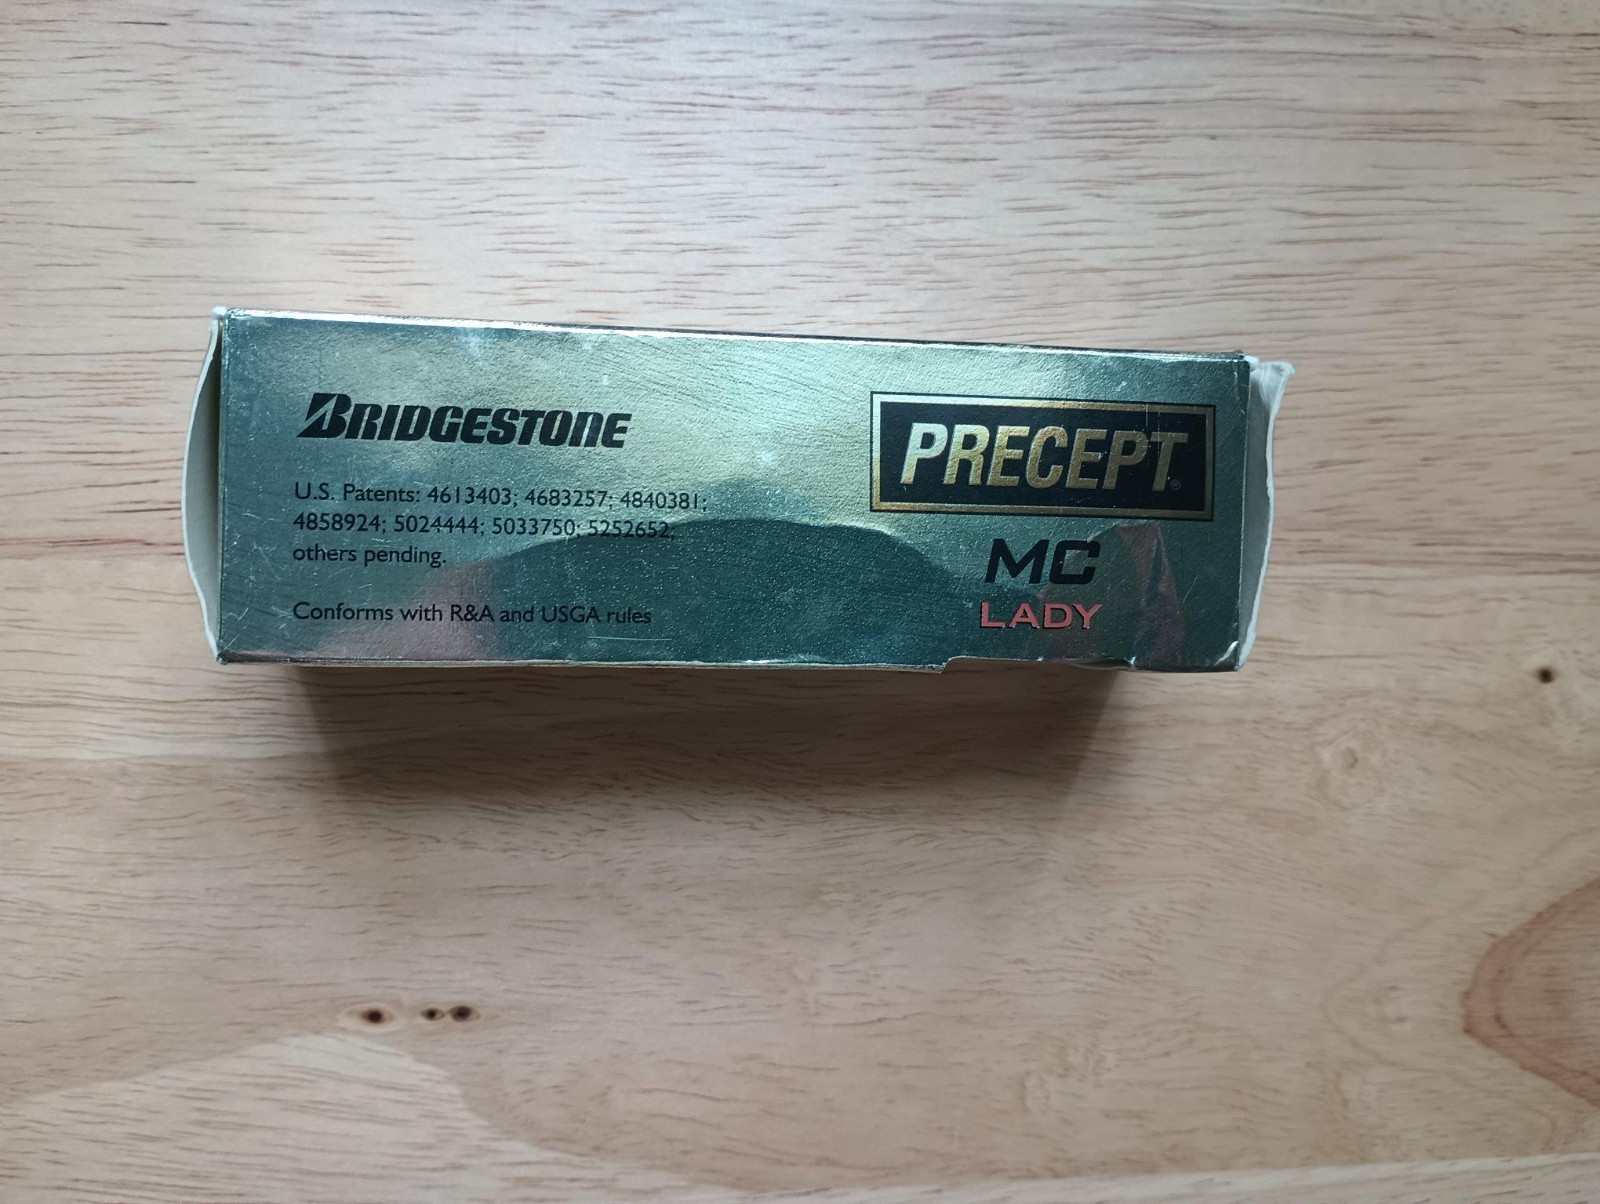 BRIDGESTONE
U.S. Patents: 4613403; 4683257; 4840381;
4858924; 5024444; 5033750; 5252652;
others pending.
Conforms with R&A and USGA rules
PRECEPT®
MC
LADY